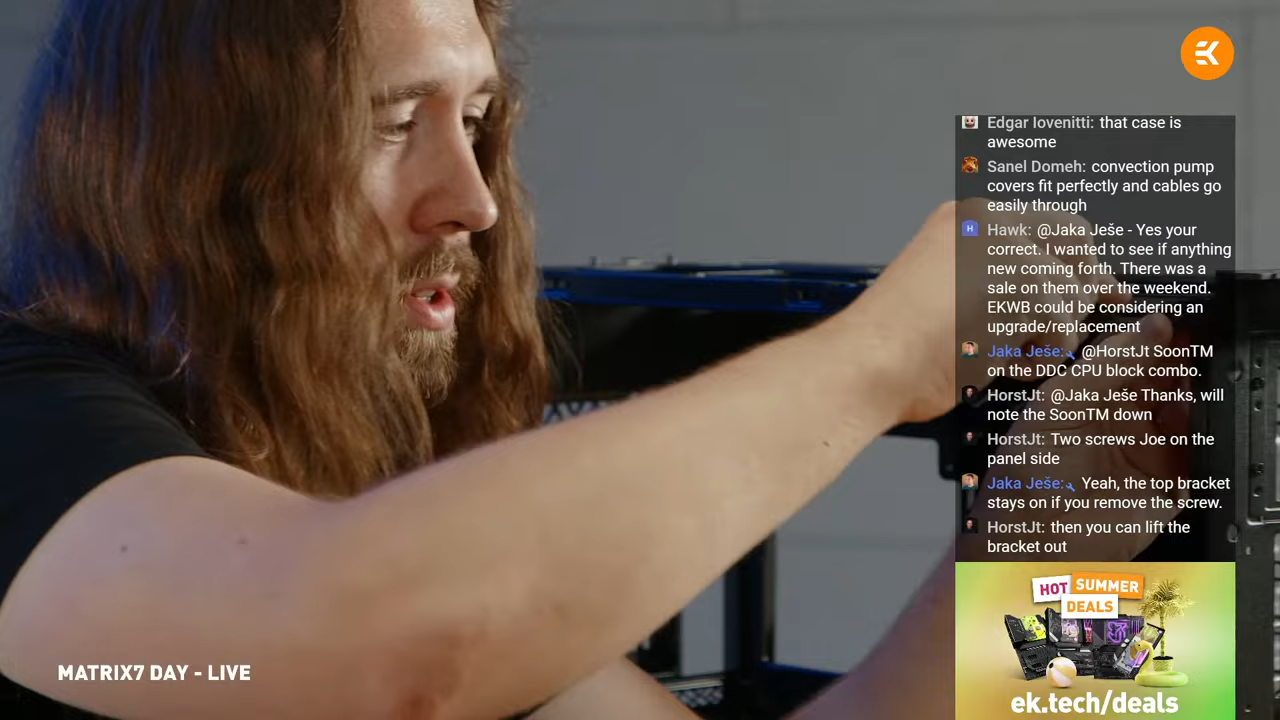 Edgar Iovenitti: that case is
awesome
Sanel Domeh: convection pump
covers fit perfectly and cables go
easily through
H Hawk: @Jaka Ješe - Yes your
correct. I wanted to see if anything
new coming forth. There was a
sale on them over the weekend.
EKWB could be considering an
upgrade/replacement
Jaka Ješe: @HorstJt SoonTM
on the DDC CPU block combo.
HorstJt: @Jaka Ješe Thanks, will
note the SoonTM down
HorstJt: Two screws Joe on the
panel side
Jaka Ješe: Yeah, the top bracket
stays on if you remove the screw.
HorstJt: then you can lift the
bracket out
HOT SUMMER
DEALS
MATRIX7 DAY - LIVE
ek.tech/deals